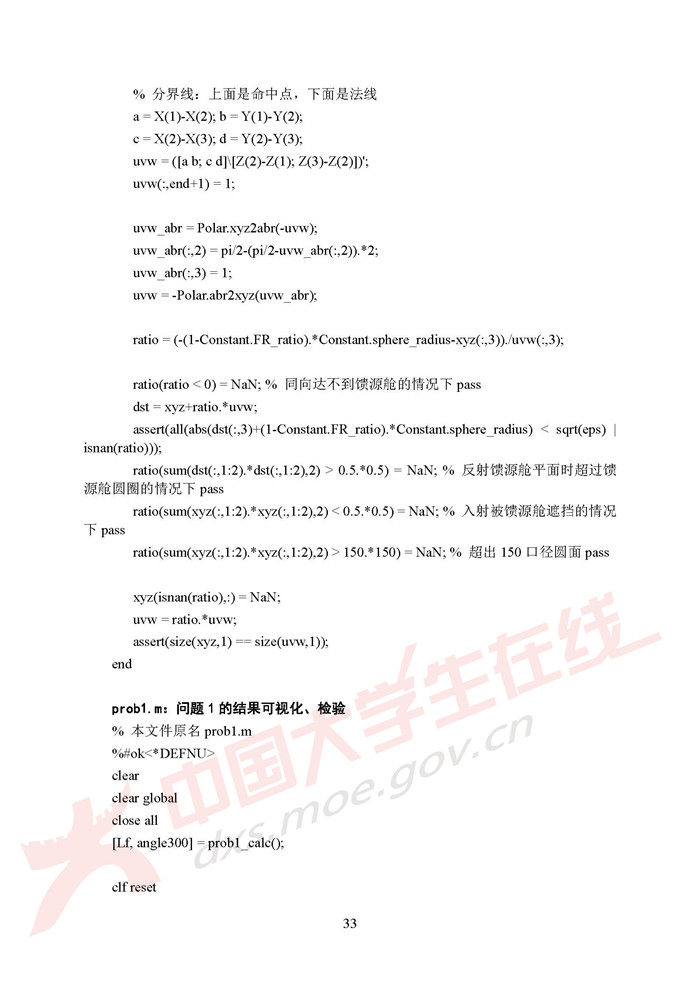 % 分界线：上面是命中点，下面是法线
a = X(1)-X(2); b = Y(1)-Y(2);
c = X(2)-X(3); d = Y(2)-Y(3);
uvw = ([a b; c d]\[Z(2)-Z(1); Z(3)-Z(2)])';
uvw(:,end+1) = 1;
uvw_abr = Polar.xyz2abr(-uvw);
uvw_abr(:,2) = pi/2-(pi/2-uvw_abr(:,2)).*2;
uvw_abr(:,3) = 1;
uvw = -Polar.abr2xyz(uvw_abr);
ratio = (-(1-Constant.FR_ratio).*Constant.sphere_radius-xyz(:,3))./uvw(:,3);
ratio(ratio < 0) = NaN; % 同向达不到馈源舱的情况下 pass
dst = xyz+ratio.*uvw;
assert(all(abs(dst(:,3)+(1-Constant.FR_ratio).*Constant.sphere_radius) < sqrt(eps) |
isnan(ratio)));
ratio(sum(dst(:,1:2).*dst(:,1:2),2) > 0.5.*0.5) = NaN; % 反射馈源舱平面时超过馈
源舱圆圈的情况下 pass
ratio(sum(xyz(:,1:2).*xyz(:,1:2),2) < 0.5.*0.5) = NaN; % 入射被馈源舱遮挡的情况
下 pass
ratio(sum(xyz(:,1:2).*xyz(:,1:2),2) > 150.*150) = NaN; % 超出 150 口径圆面 pass
xyz(isnan(ratio),:) = NaN;
uvw = ratio.*uvw;
assert(size(xyz,1) == size(uvw,1));
end
prob1.m：问题 1 的结果可视化、检验
% 本文件原名 prob1.m
%#ok<*DEFNU>
clear
clear global
close all
[Lf, angle300] = prob1_calc();
clf reset
33
中国大学生在线
dxs.moe.gov.cn